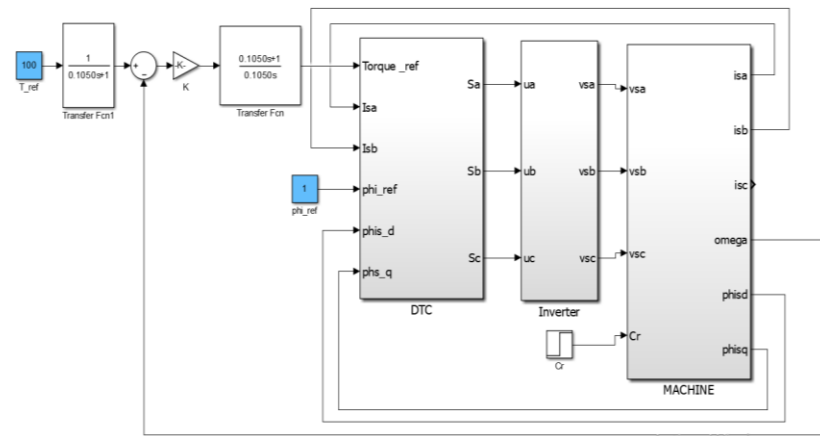 100
T_ref
1
0.1050s+1
Transfer Fcn1
+
−
-K-
K
0.1050s+1
0.1050s
Transfer Fcn
1
phi_ref
Torque _ref
Isa
Isb
phi_ref
phis_d
phs_q
Sa
Sb
Sc
DTC
ua
ub
uc
vsa
vsb
vsc
Inverter
Cr
vsa
vsb
vsc
Cr
isa
isb
isc
omega
phisd
phisq
MACHINE